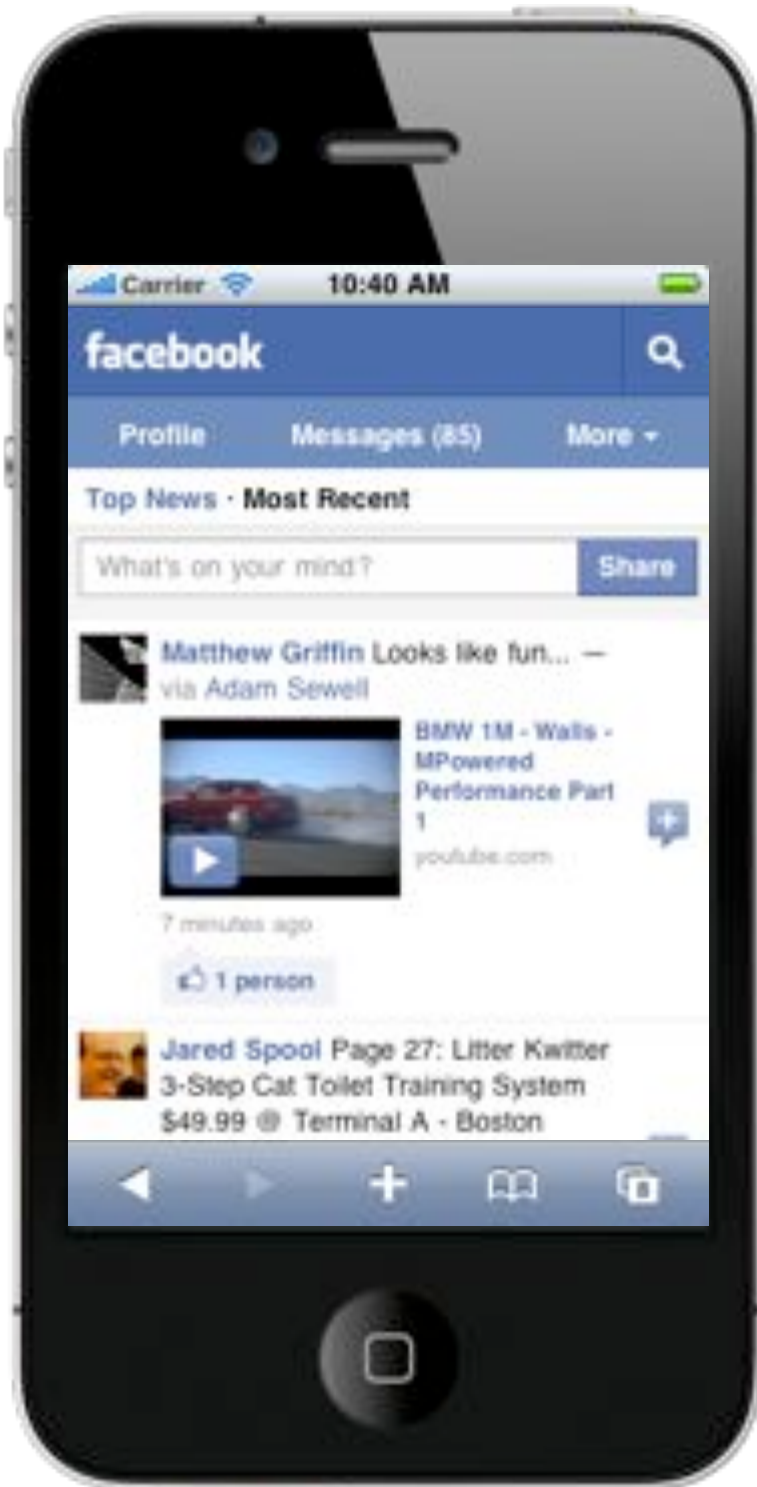 Carrier 10:40 AM
facebook
Profile Messages (85) More
Top News · Most Recent
What's on your mind? Share
Matthew Griffin Looks like fun... —
via Adam Sewell
BMW 1M - Walls -
MPowered
Performance Part
1
youtube.com
7 minutes ago
1 person
Jared Spool Page 27: Litter Kwitter
3-Step Cat Toilet Training System
$49.99 @ Terminal A - Boston